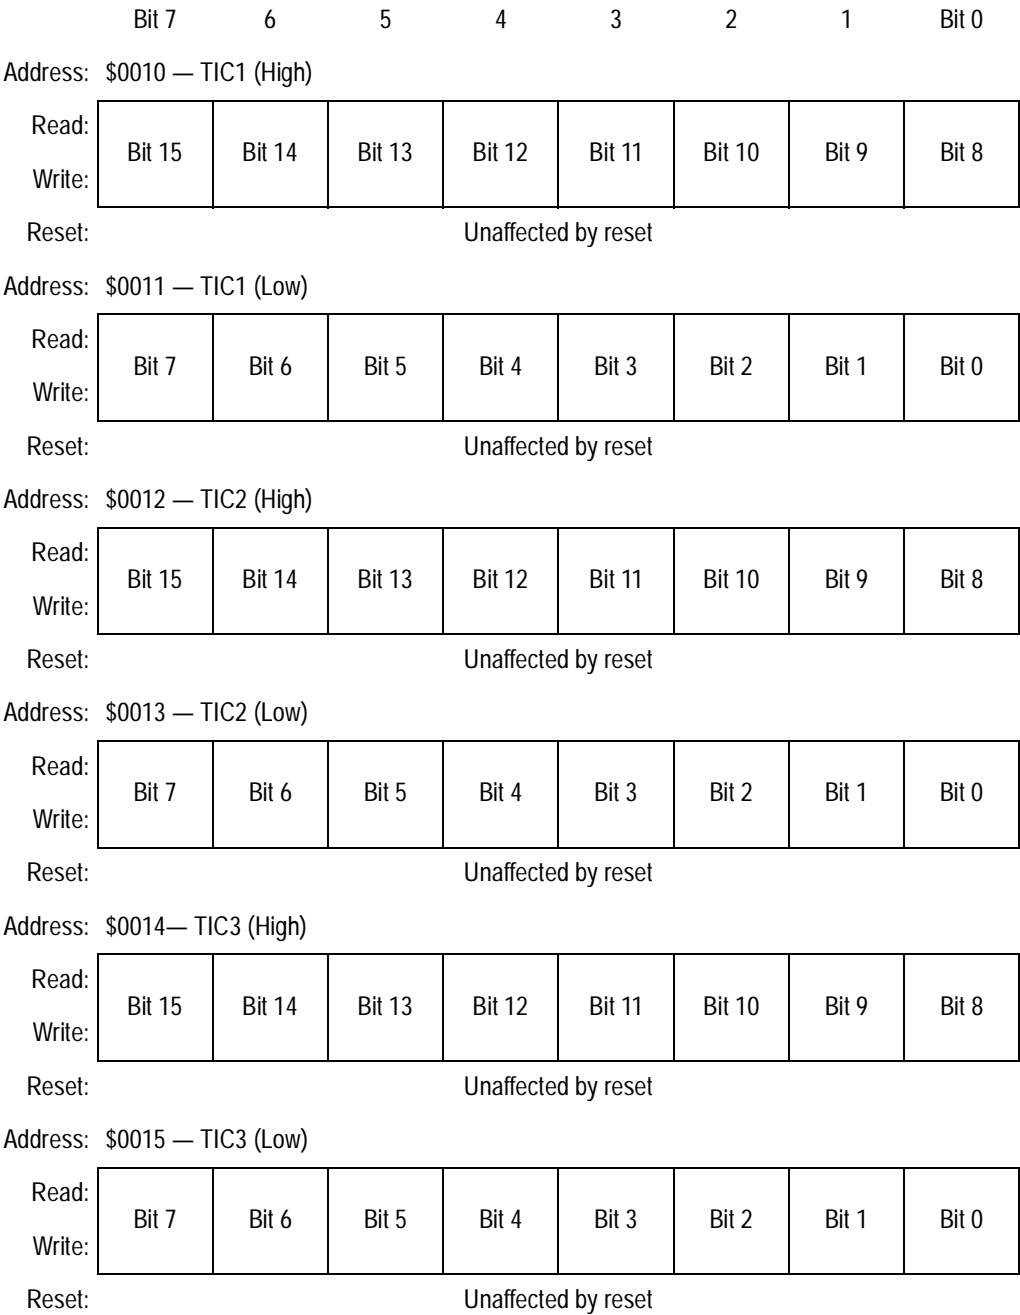 Bit 7 6 5 4 3 2 1 Bit 0
Address: $0010 — TIC1 (High)
Read:
Bit 15 Bit 14 Bit 13 Bit 12 Bit 11 Bit 10 Bit 9 Bit 8
Write:
Reset: Unaffected by reset
Address: $0011 — TIC1 (Low)
Read:
Bit 7 Bit 6 Bit 5 Bit 4 Bit 3 Bit 2 Bit 1 Bit 0
Write:
Reset: Unaffected by reset
Address: $0012 — TIC2 (High)
Read:
Bit 15 Bit 14 Bit 13 Bit 12 Bit 11 Bit 10 Bit 9 Bit 8
Write:
Reset: Unaffected by reset
Address: $0013 — TIC2 (Low)
Read:
Bit 7 Bit 6 Bit 5 Bit 4 Bit 3 Bit 2 Bit 1 Bit 0
Write:
Reset: Unaffected by reset
Address: $0014— TIC3 (High)
Read:
Bit 15 Bit 14 Bit 13 Bit 12 Bit 11 Bit 10 Bit 9 Bit 8
Write:
Reset: Unaffected by reset
Address: $0015 — TIC3 (Low)
Read:
Bit 7 Bit 6 Bit 5 Bit 4 Bit 3 Bit 2 Bit 1 Bit 0
Write:
Reset: Unaffected by reset